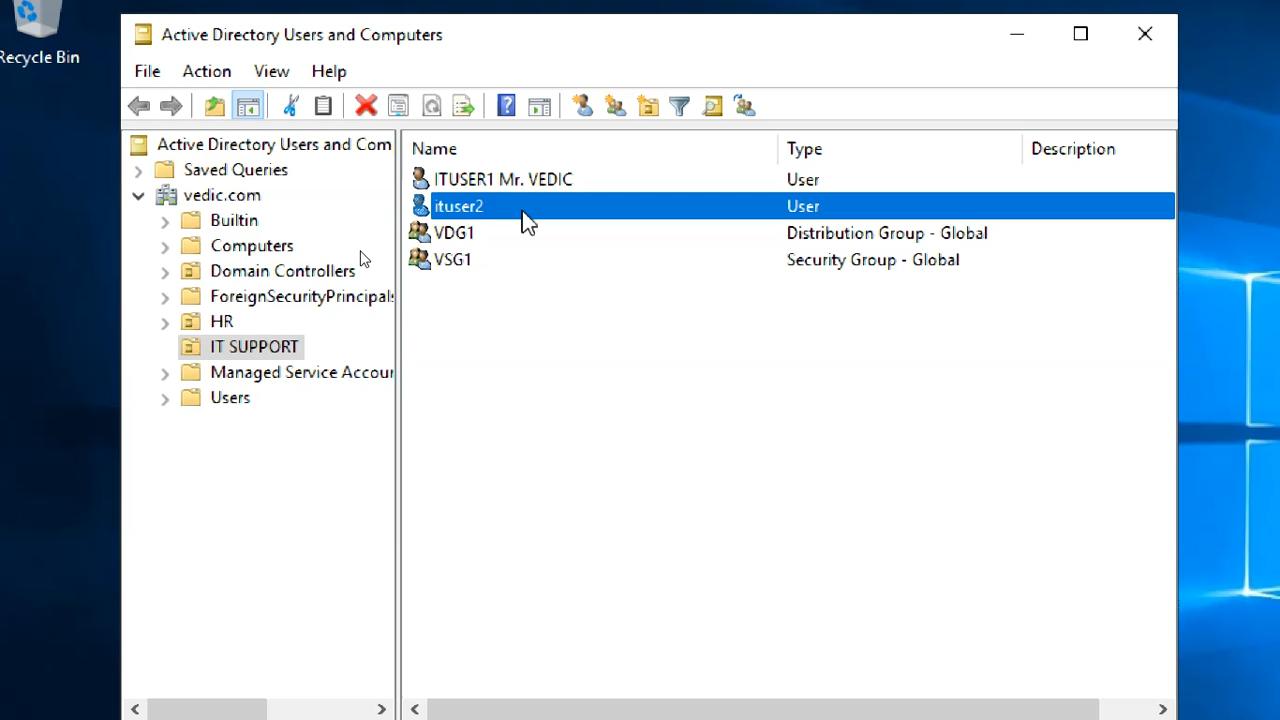 Recycle Bin
Active Directory Users and Computers
File Action View Help
Active Directory Users and Com
Saved Queries
vedic.com
Builtin
Computers
Domain Controllers
ForeignSecurityPrincipals
HR
IT SUPPORT
Managed Service Accour
Users
Name Type Description
ITUSER1 Mr. VEDIC User
ituser2 User
VDG1 Distribution Group - Global
VSG1 Security Group - Global